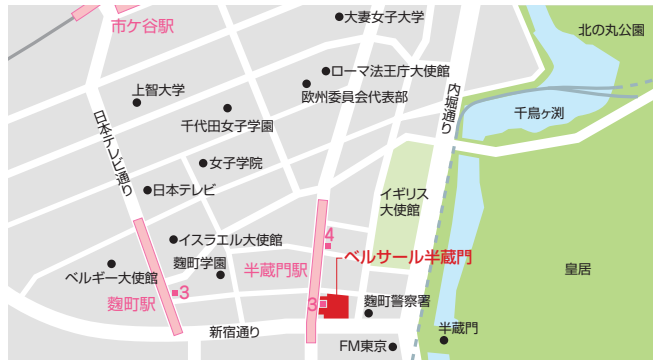 市ケ谷駅
大妻女子大学
北の丸公園
ローマ法王庁大使館
欧州委員会代表部
上智大学
千代田女子学園
内堀通り
千鳥ヶ渕
日本テレビ通り
女子学院
日本テレビ
イギリス
大使館
イスラエル大使館
4
ベルサール半蔵門
ベルギー大使館
麹町学園
半蔵門駅
皇居
3
麹町駅
3
麹町警察署
新宿通り
半蔵門
FM東京